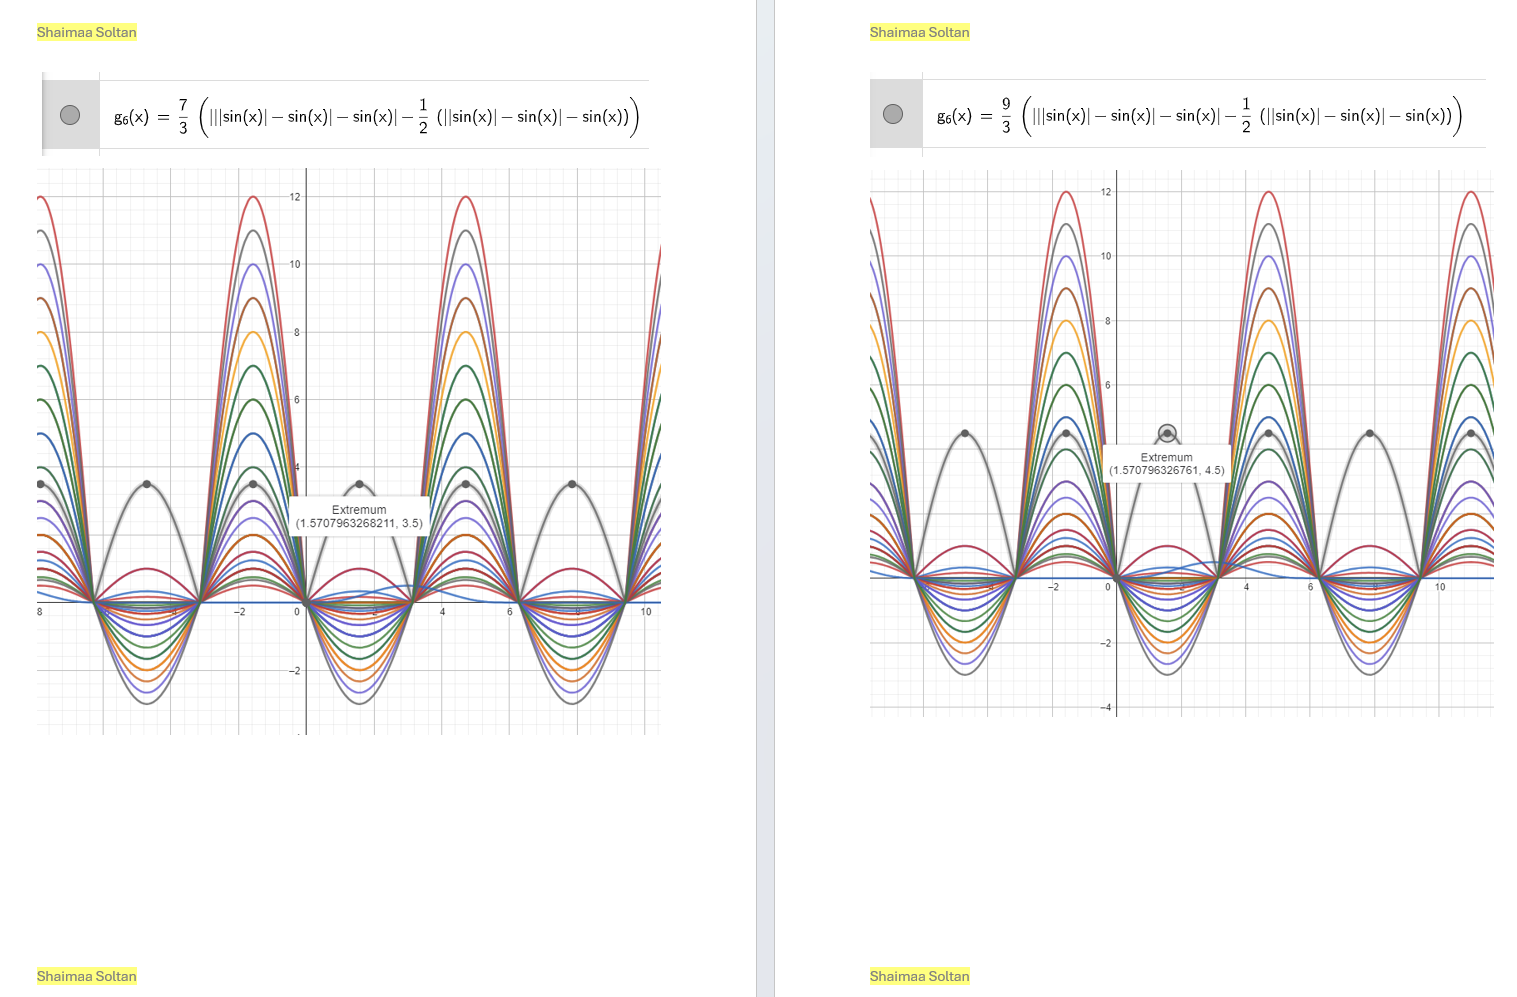 Shaimaa Soltan
g₆(x) = 7/3 (|||sin(x)| − sin(x)| − sin(x)| − 1/2 (||sin(x)| − sin(x)| − sin(x)))
12
10
8
6
4
Extremum
(1.5707963268211, 3.5)
8 −2 0 4 6 10
−2
Shaimaa Soltan
Shaimaa Soltan
g₆(x) = 9/3 (|||sin(x)| − sin(x)| − sin(x)| − 1/2 (||sin(x)| − sin(x)| − sin(x)))
12
10
8
6
Extremum
(1.570796326761, 4.5)
−2 0 4 6 10
−2
−4
Shaimaa Soltan